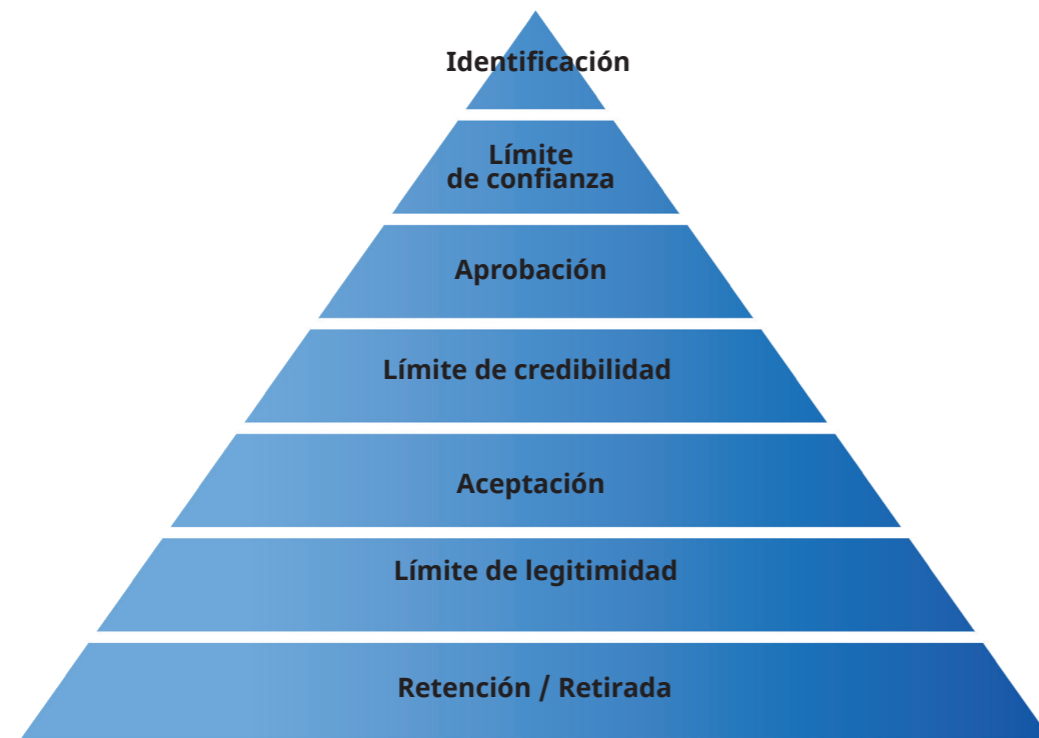 Identificación
Límite
de confianza
Aprobación
Límite de credibilidad
Aceptación
Límite de legitimidad
Retención / Retirada